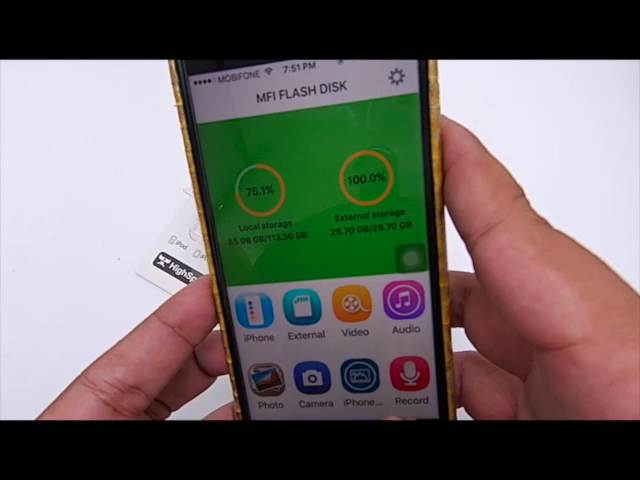 MOBIFONE 7:51 PM
MFI FLASH DISK
75.1%
100.0%
Local storage
85.08 GB/113.30 GB
External storage
29.70 GB/29.70 GB
iPhone
External
Video
Audio
Photo
Camera
iPhone...
Record
iPod
HighSp